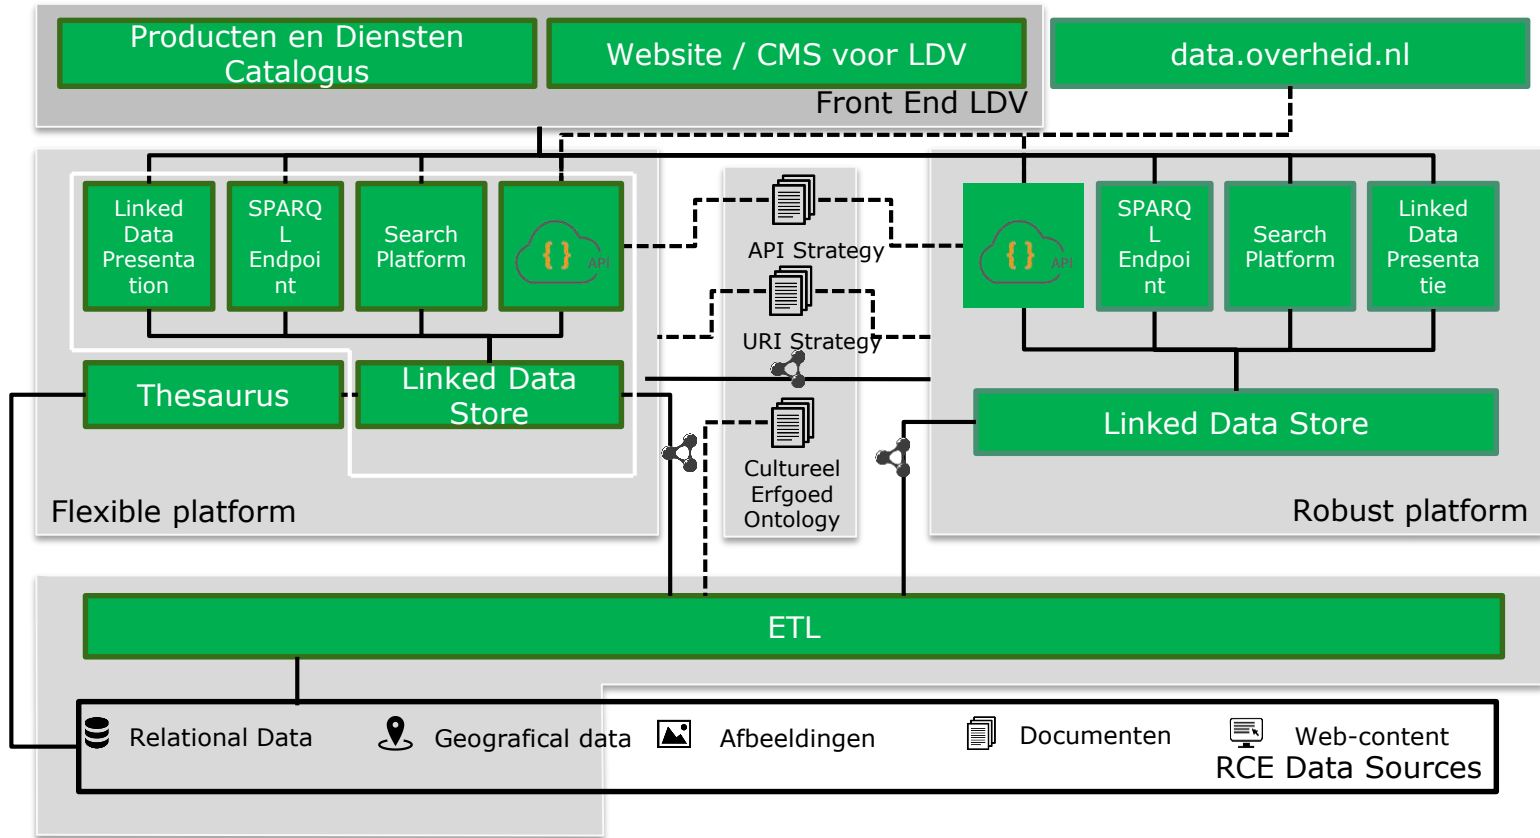 Producten en Diensten
Catalogus
Website / CMS voor LDV
data.overheid.nl
Front End LDV
Linked
Data
Presenta
tion
SPARQ
L
Endpoi
nt
Search
Platform
{ }
API
API Strategy
URI Strategy
Cultureel
Erfgoed
Ontology
{ }
API
SPARQ
L
Endpoi
nt
Search
Platform
Linked
Data
Presenta
tie
Thesaurus
Linked Data
Store
Linked Data Store
Flexible platform
Robust platform
ETL
Relational Data
Geografical data
Afbeeldingen
Documenten
Web-content
RCE Data Sources